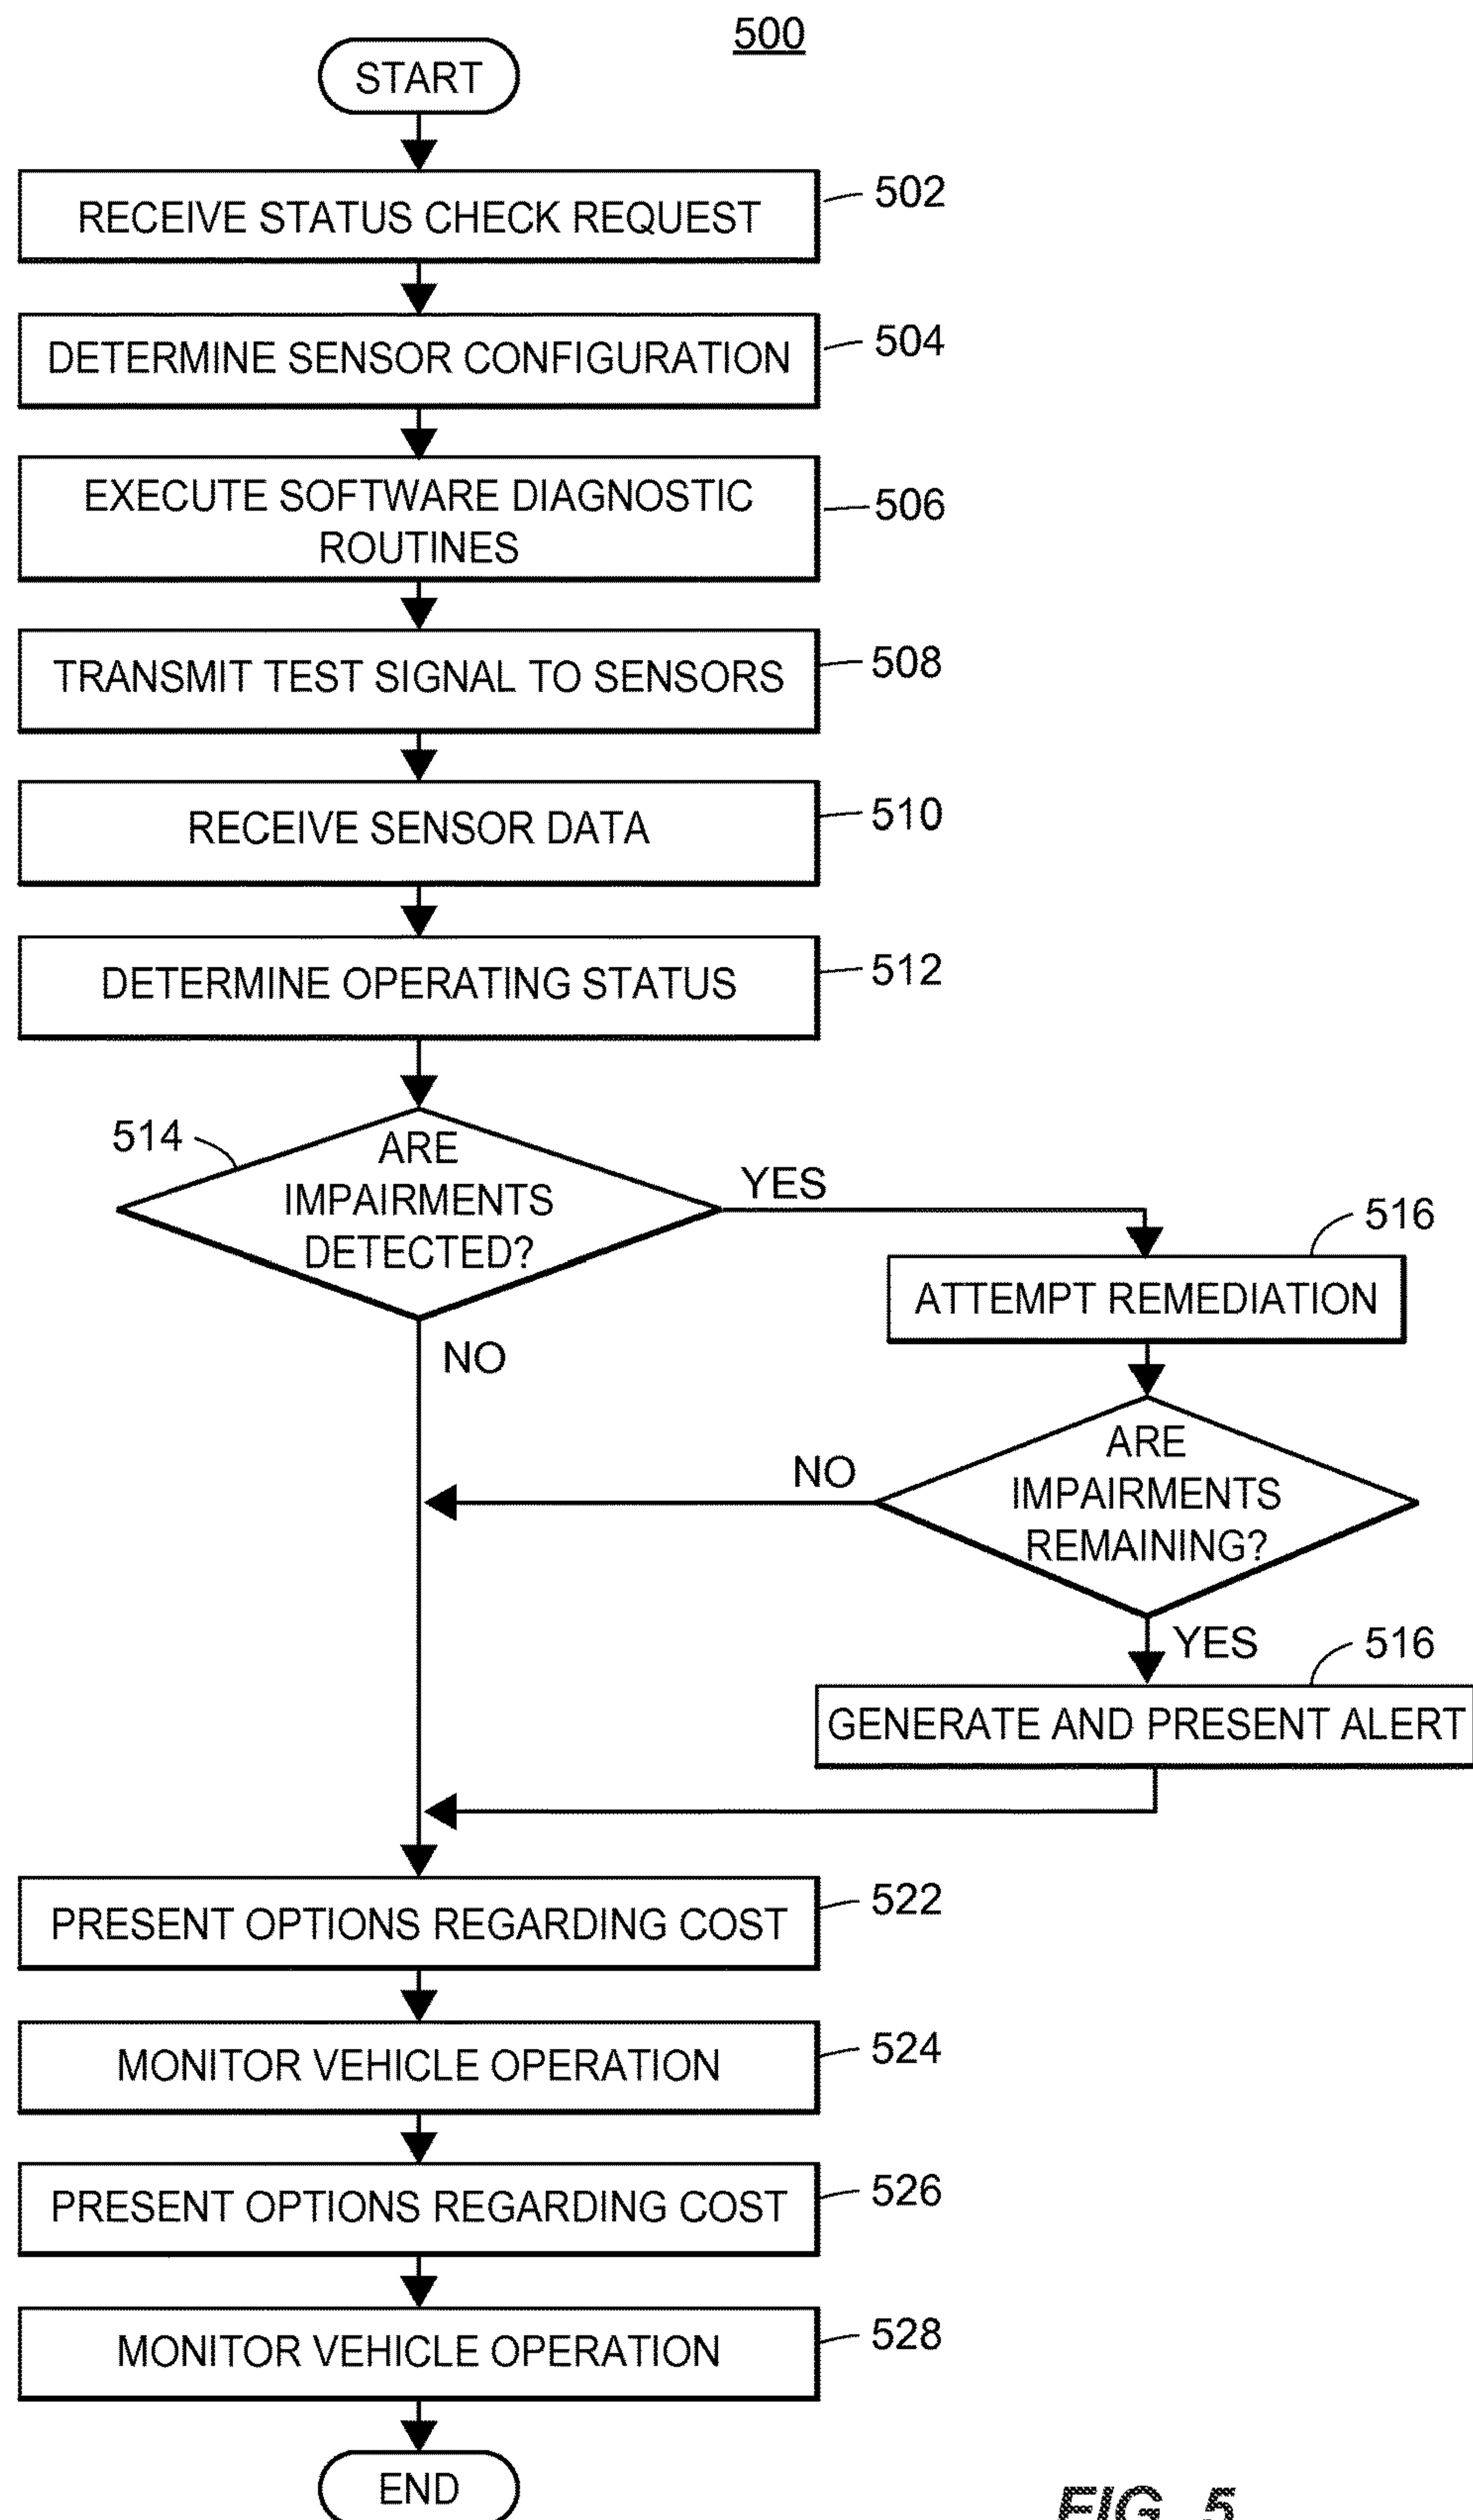 500
START
RECEIVE STATUS CHECK REQUEST
502
DETERMINE SENSOR CONFIGURATION
504
EXECUTE SOFTWARE DIAGNOSTIC
ROUTINES
506
TRANSMIT TEST SIGNAL TO SENSORS
508
RECEIVE SENSOR DATA
510
DETERMINE OPERATING STATUS
512
514
ARE
IMPAIRMENTS
DETECTED?
YES
NO
516
ATTEMPT REMEDIATION
ARE
IMPAIRMENTS
REMAINING?
NO
YES
516
GENERATE AND PRESENT ALERT
PRESENT OPTIONS REGARDING COST
522
MONITOR VEHICLE OPERATION
524
PRESENT OPTIONS REGARDING COST
526
MONITOR VEHICLE OPERATION
528
END
FIG. 5